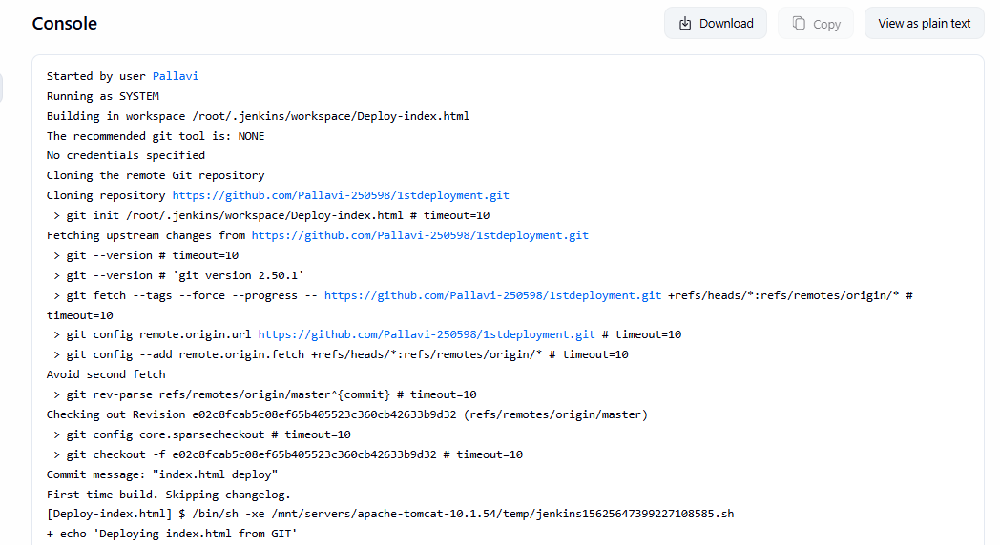 Console
Download
Copy
View as plain text
Started by user Pallavi
Running as SYSTEM
Building in workspace /root/.jenkins/workspace/Deploy-index.html
The recommended git tool is: NONE
No credentials specified
Cloning the remote Git repository
Cloning repository https://github.com/Pallavi-250598/1stdeployment.git
> git init /root/.jenkins/workspace/Deploy-index.html # timeout=10
Fetching upstream changes from https://github.com/Pallavi-250598/1stdeployment.git
> git --version # timeout=10
> git --version # 'git version 2.50.1'
> git fetch --tags --force --progress -- https://github.com/Pallavi-250598/1stdeployment.git +refs/heads/*:refs/remotes/origin/* #
timeout=10
> git config remote.origin.url https://github.com/Pallavi-250598/1stdeployment.git # timeout=10
> git config --add remote.origin.fetch +refs/heads/*:refs/remotes/origin/* # timeout=10
Avoid second fetch
> git rev-parse refs/remotes/origin/master^{commit} # timeout=10
Checking out Revision e02c8fcab5c08ef65b405523c360cb42633b9d32 (refs/remotes/origin/master)
> git config core.sparsecheckout # timeout=10
> git checkout -f e02c8fcab5c08ef65b405523c360cb42633b9d32 # timeout=10
Commit message: "index.html deploy"
First time build. Skipping changelog.
[Deploy-index.html] $ /bin/sh -xe /mnt/servers/apache-tomcat-10.1.54/temp/jenkins15625647399227108585.sh
+ echo 'Deploying index.html from GIT'